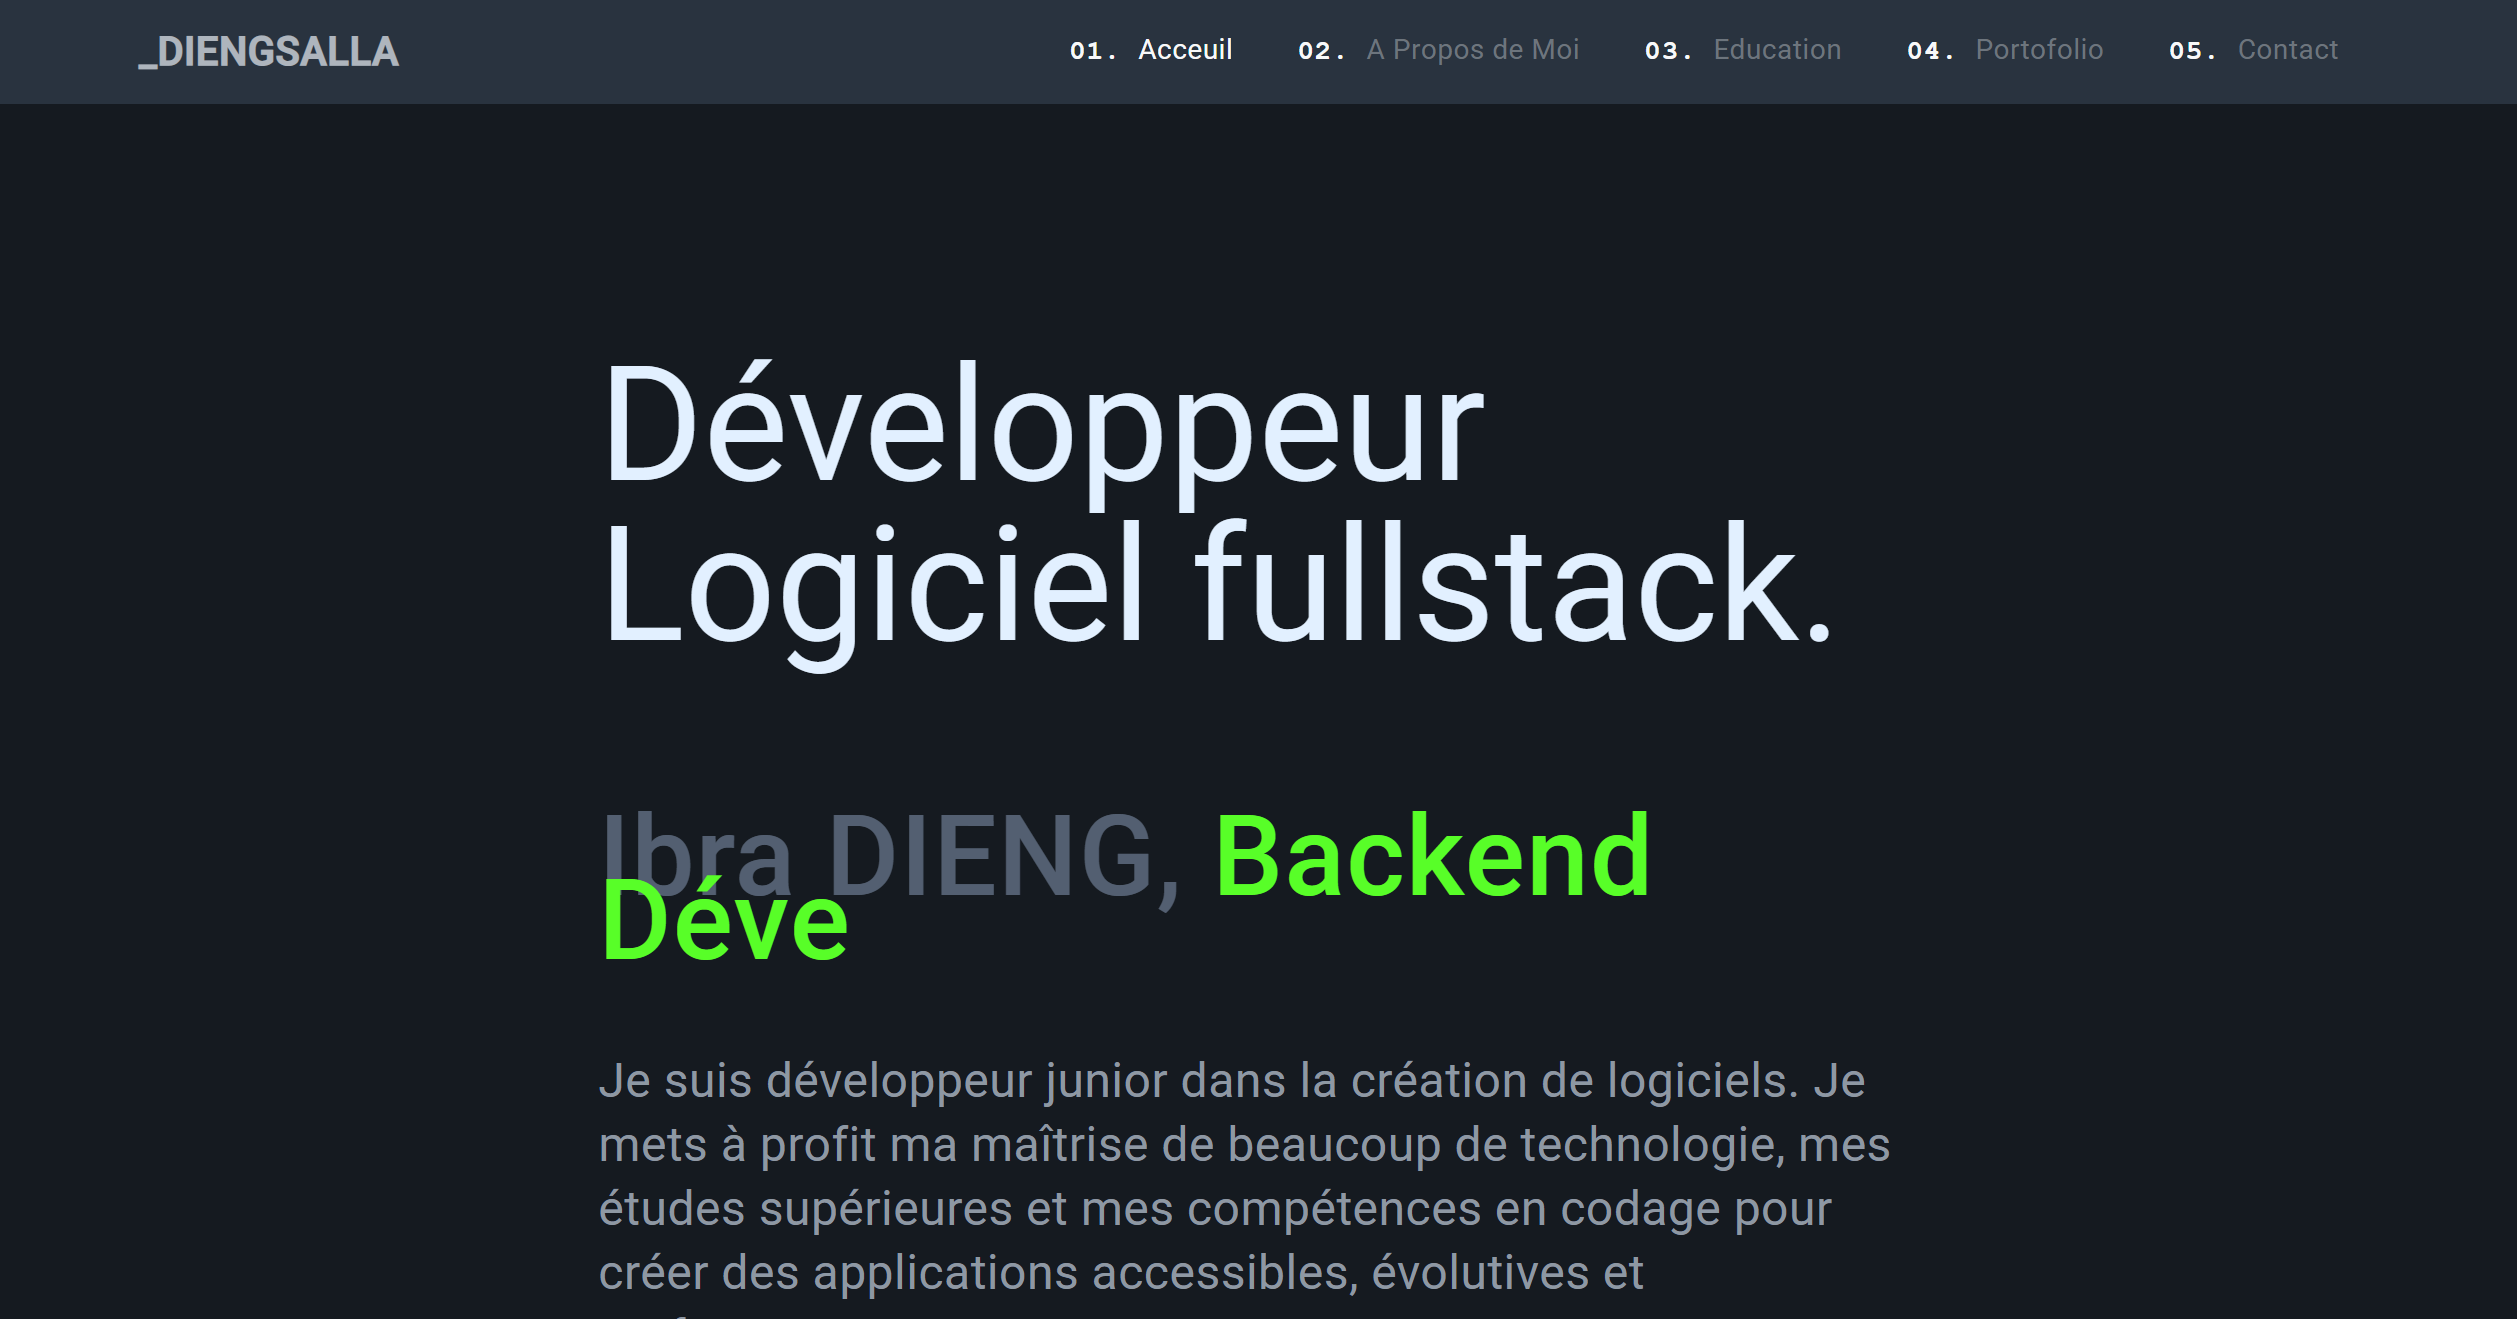 _DIENGSALLA
01. Acceuil 02. A Propos de Moi 03. Education 04. Portofolio 05. Contact
Développeur
Logiciel fullstack.
Ibra DIENG, Backend
Déve
Je suis développeur junior dans la création de logiciels. Je
mets à profit ma maîtrise de beaucoup de technologie, mes
études supérieures et mes compétences en codage pour
créer des applications accessibles, évolutives et